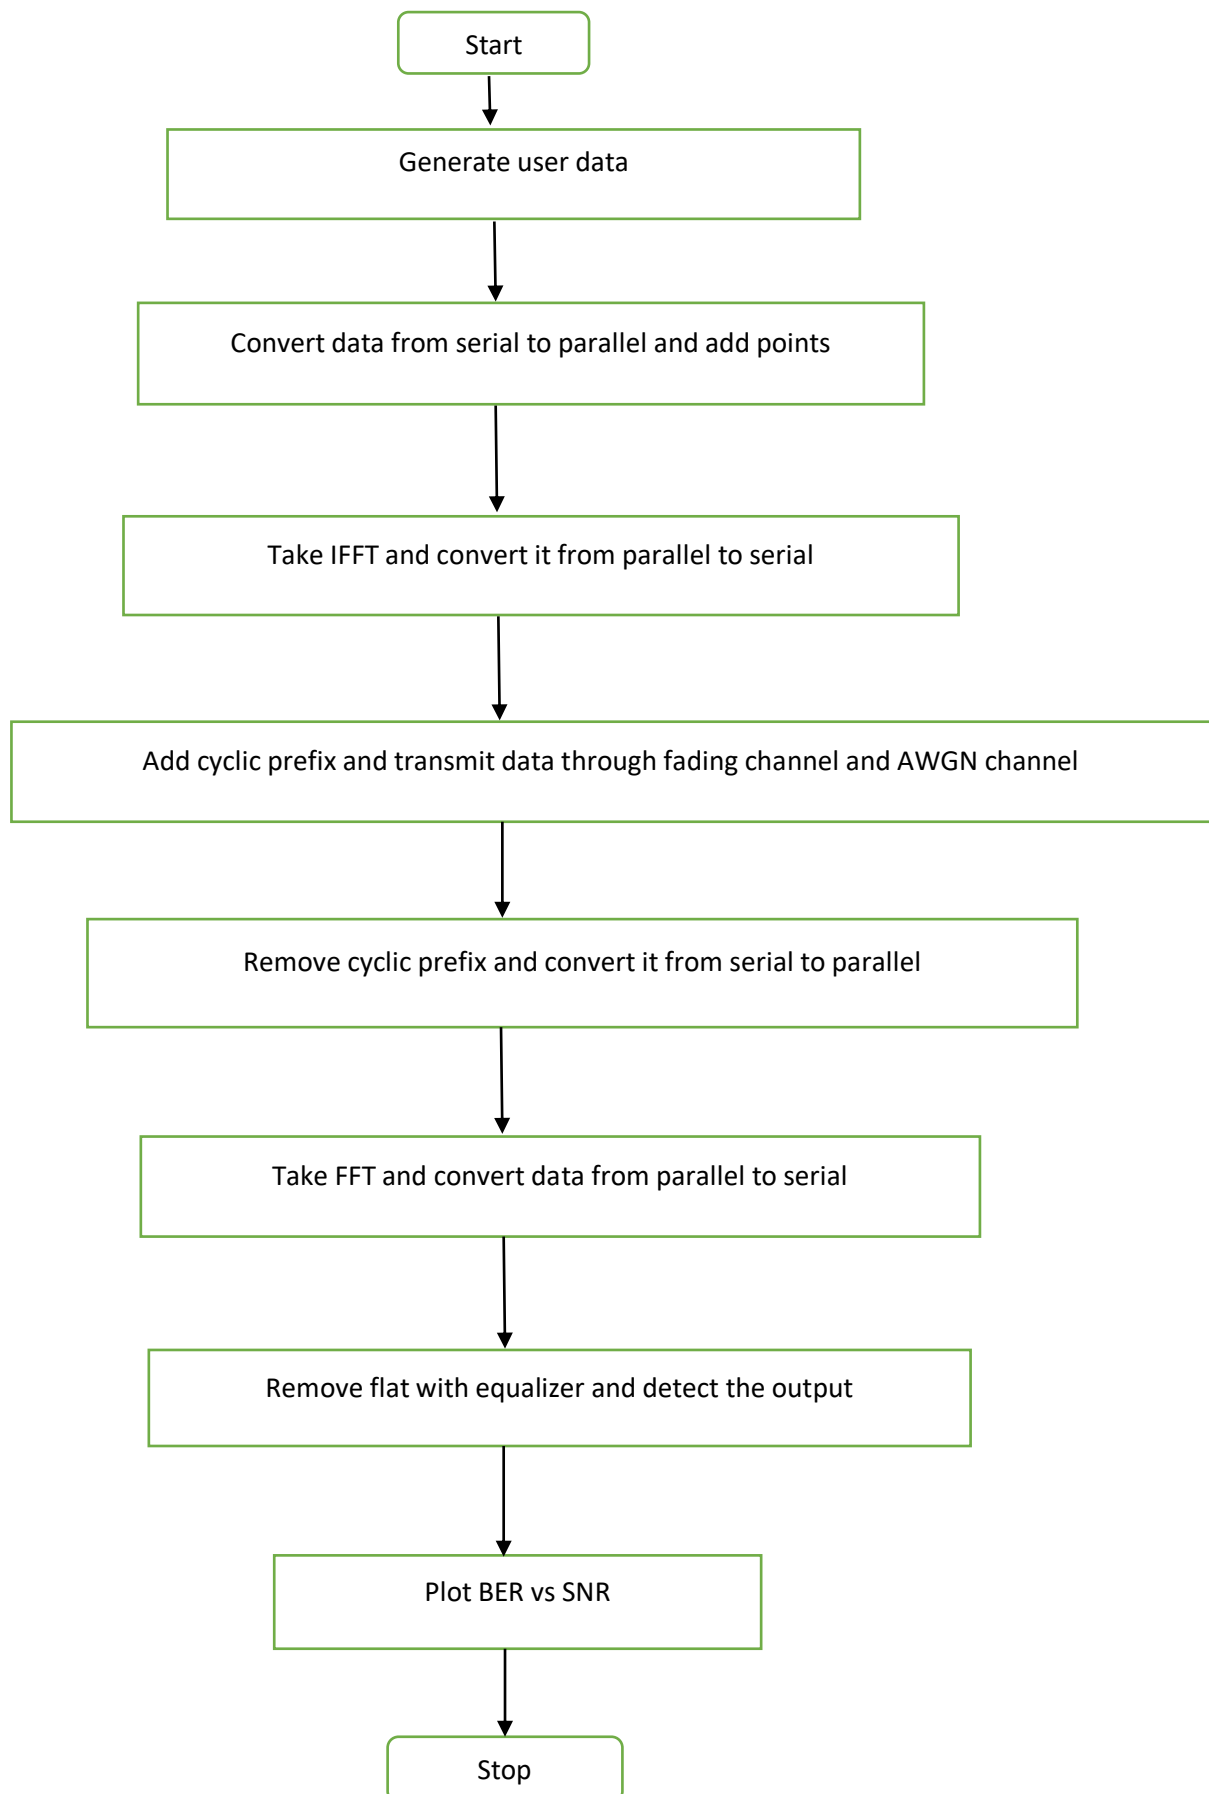 Start
Generate user data
Convert data from serial to parallel and add points
Take IFFT and convert it from parallel to serial
Add cyclic prefix and transmit data through fading channel and AWGN channel
Remove cyclic prefix and convert it from serial to parallel
Take FFT and convert data from parallel to serial
Remove flat with equalizer and detect the output
Plot BER vs SNR
Stop